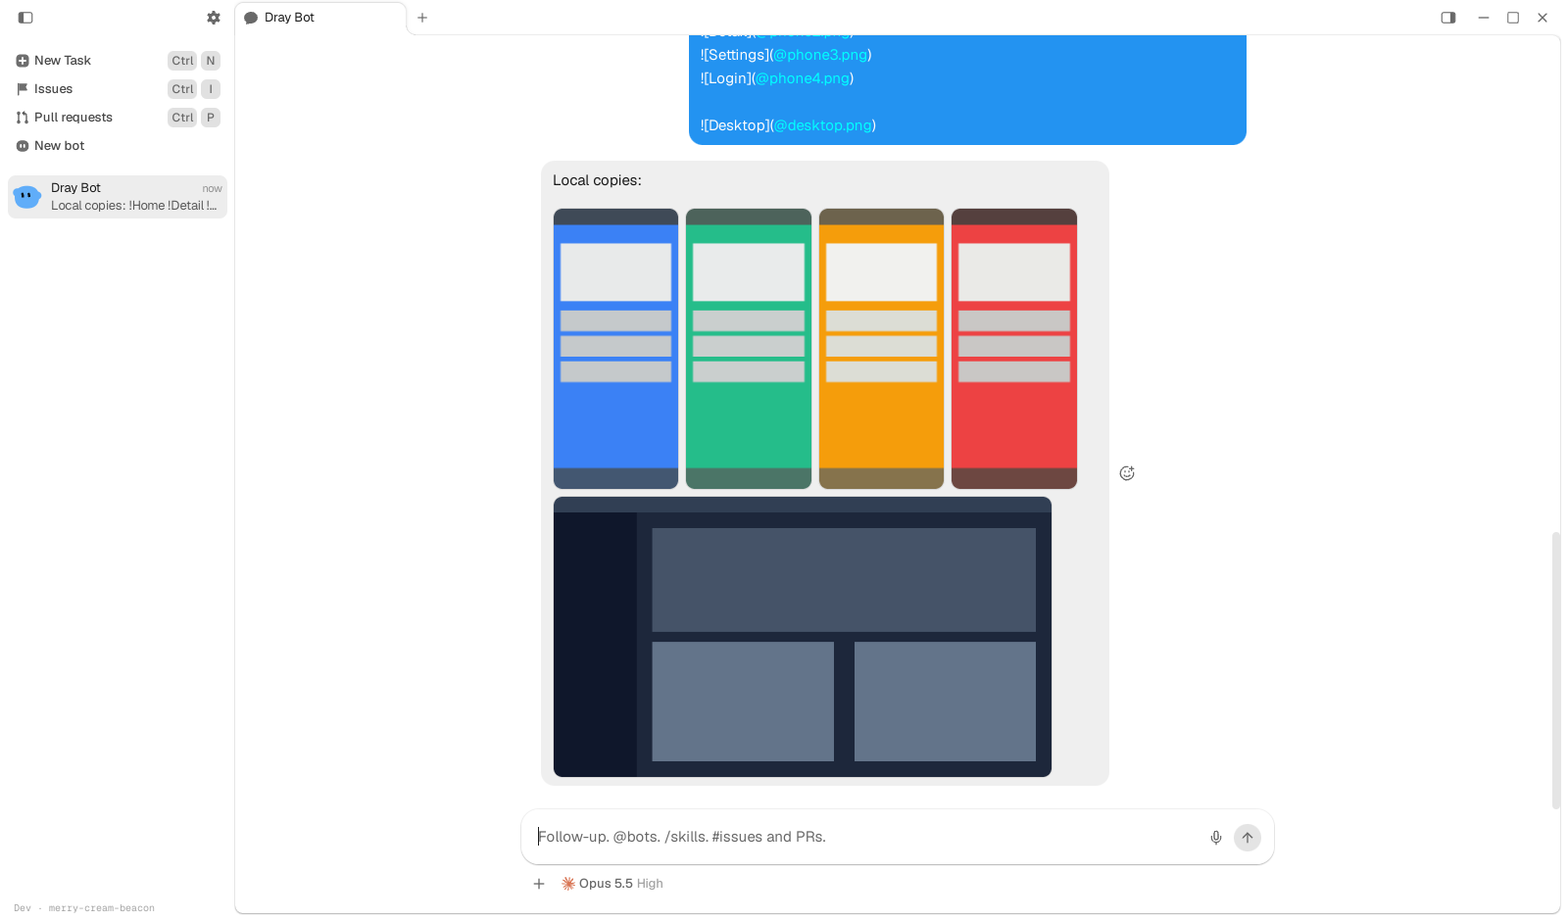 Dray Bot
New Task Ctrl N
Issues Ctrl I
Pull requests Ctrl P
New bot
Dray Bot now
Local copies: !Home !Detail !...
![Settings](@phone3.png)
![Login](@phone4.png)
![Desktop](@desktop.png)
Local copies:
Follow-up. @bots. /skills. #issues and PRs.
Opus 5.5 High
Dev - merry-cream-beacon